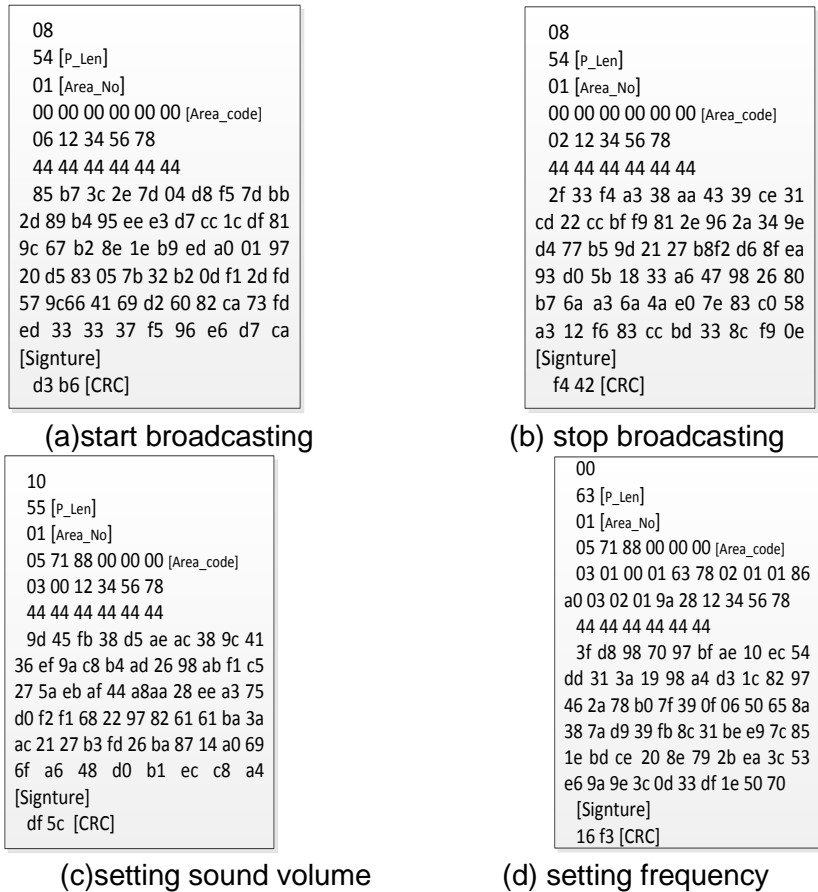 08
54 [P_Len]
01 [Area_No]
00 00 00 00 00 00 [Area_code]
06 12 34 56 78
44 44 44 44 44 44
85 b7 3c 2e 7d 04 d8 f5 7d bb
2d 89 b4 95 ee e3 d7 cc 1c df 81
9c 67 b2 8e 1e b9 ed a0 01 97
20 d5 83 05 7b 32 b2 0d f1 2d fd
57 9c66 41 69 d2 60 82 ca 73 fd
ed 33 33 37 f5 96 e6 d7 ca
[Signture]
d3 b6 [CRC]
(a)start broadcasting
08
54 [P_Len]
01 [Area_No]
00 00 00 00 00 00 [Area_code]
02 12 34 56 78
44 44 44 44 44 44
2f 33 f4 a3 38 aa 43 39 ce 31
cd 22 cc bf f9 81 2e 96 2a 34 9e
d4 77 b5 9d 21 27 b8f2 d6 8f ea
93 d0 5b 18 33 a6 47 98 26 80
b7 6a a3 6a 4a e0 7e 83 c0 58
a3 12 f6 83 cc bd 33 8c f9 0e
[Signture]
f4 42 [CRC]
(b) stop broadcasting
10
55 [P_Len]
01 [Area_No]
05 71 88 00 00 00 [Area_code]
03 00 12 34 56 78
44 44 44 44 44 44
9d 45 fb 38 d5 ae ac 38 9c 41
36 ef 9a c8 b4 ad 26 98 ab f1 c5
27 5a eb af 44 a8aa 28 ee a3 75
d0 f2 f1 68 22 97 82 61 61 ba 3a
ac 21 27 b3 fd 26 ba 87 14 a0 69
6f a6 48 d0 b1 ec c8 a4
[Signture]
df 5c [CRC]
(c)setting sound volume
00
63 [P_Len]
01 [Area_No]
05 71 88 00 00 00 [Area_code]
03 01 00 01 63 78 02 01 01 86
a0 03 02 01 9a 28 12 34 56 78
44 44 44 44 44 44
3f d8 98 70 97 bf ae 10 ec 54
dd 31 3a 19 98 a4 d3 1c 82 97
46 2a 78 b0 7f 39 0f 06 50 65 8a
38 7a d9 39 fb 8c 31 be e9 7c 85
1e bd ce 20 8e 79 2b ea 3c 53
e6 9a 9e 3c 0d 33 df 1e 50 70
[Signture]
16 f3 [CRC]
(d) setting frequency